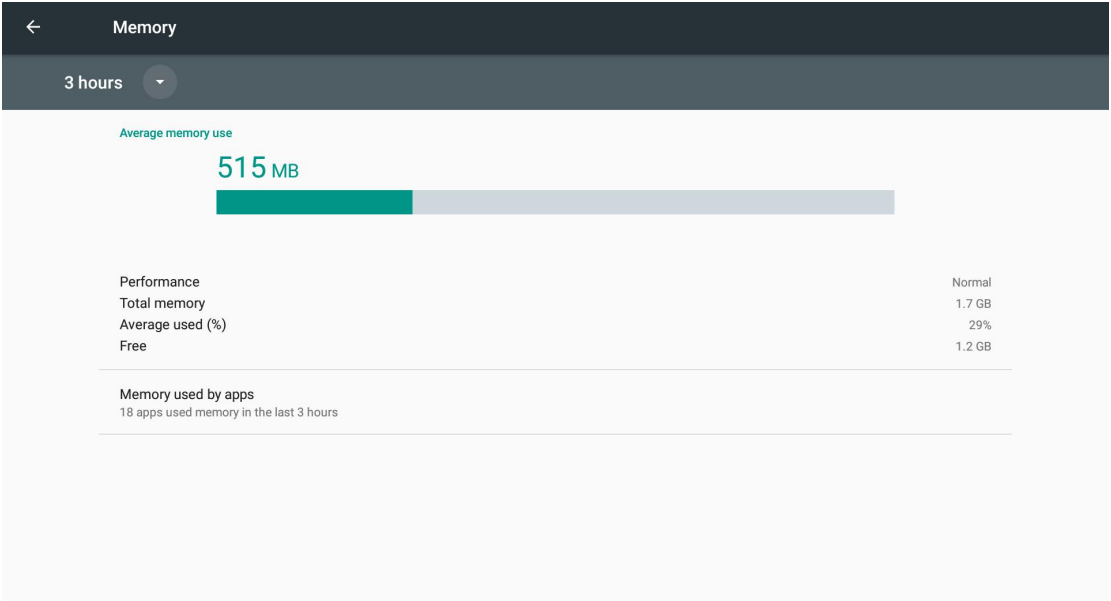 Memory
3 hours
Average memory use
515 MB
Performance Normal
Total memory 1.7 GB
Average used (%) 29%
Free 1.2 GB
Memory used by apps
18 apps used memory in the last 3 hours